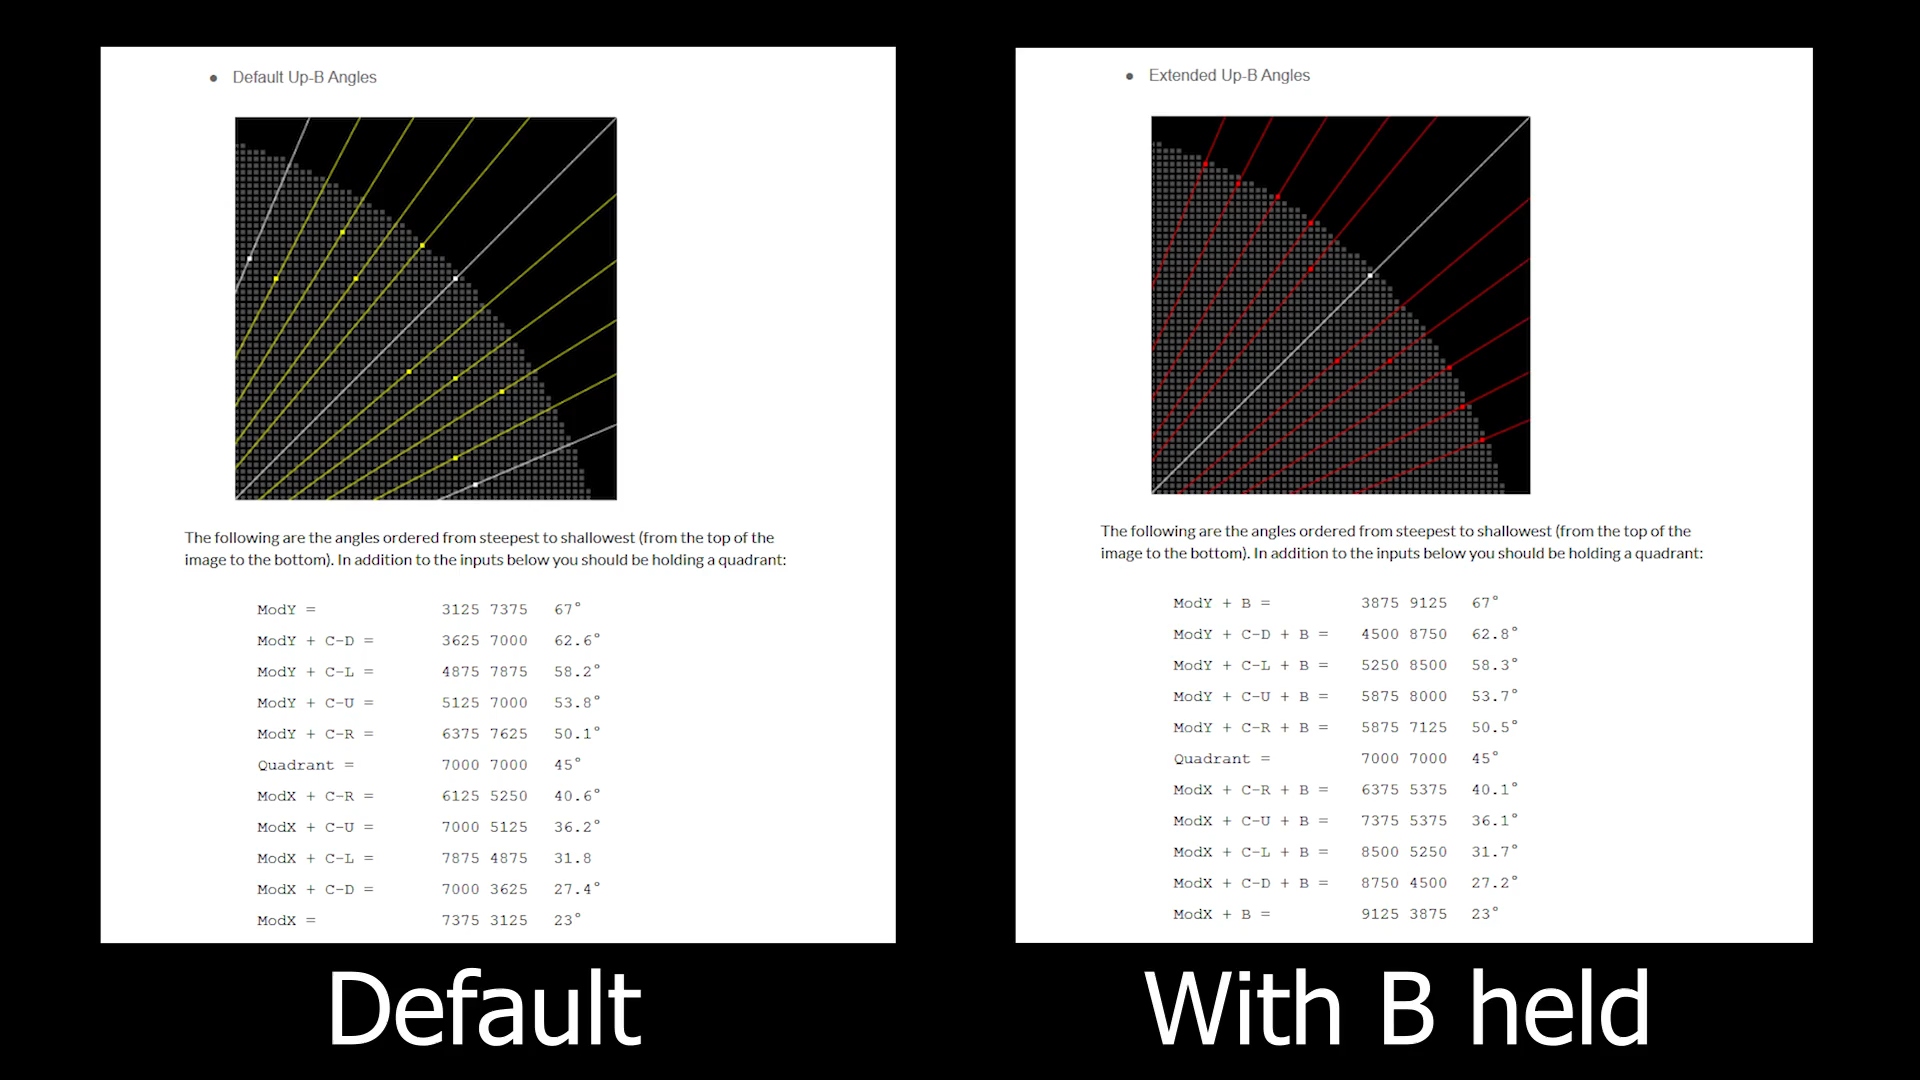 • Default Up-B Angles
The following are the angles ordered from steepest to shallowest (from the top of the
image to the bottom). In addition to the inputs below you should be holding a quadrant:
ModY = 3125 7375 67°
ModY + C-D = 3625 7000 62.6°
ModY + C-L = 4875 7875 58.2°
ModY + C-U = 5125 7000 53.8°
ModY + C-R = 6375 7625 50.1°
Quadrant = 7000 7000 45°
ModX + C-R = 6125 5250 40.6°
ModX + C-U = 7000 5125 36.2°
ModX + C-L = 7875 4875 31.8
ModX + C-D = 7000 3625 27.4°
ModX = 7375 3125 23°
Default
• Extended Up-B Angles
The following are the angles ordered from steepest to shallowest (from the top of the
image to the bottom). In addition to the inputs below you should be holding a quadrant:
ModY + B = 3875 9125 67°
ModY + C-D + B = 4500 8750 62.8°
ModY + C-L + B = 5250 8500 58.3°
ModY + C-U + B = 5875 8000 53.7°
ModY + C-R + B = 5875 7125 50.5°
Quadrant = 7000 7000 45°
ModX + C-R + B = 6375 5375 40.1°
ModX + C-U + B = 7375 5375 36.1°
ModX + C-L + B = 8500 5250 31.7°
ModX + C-D + B = 8750 4500 27.2°
ModX + B = 9125 3875 23°
With B held